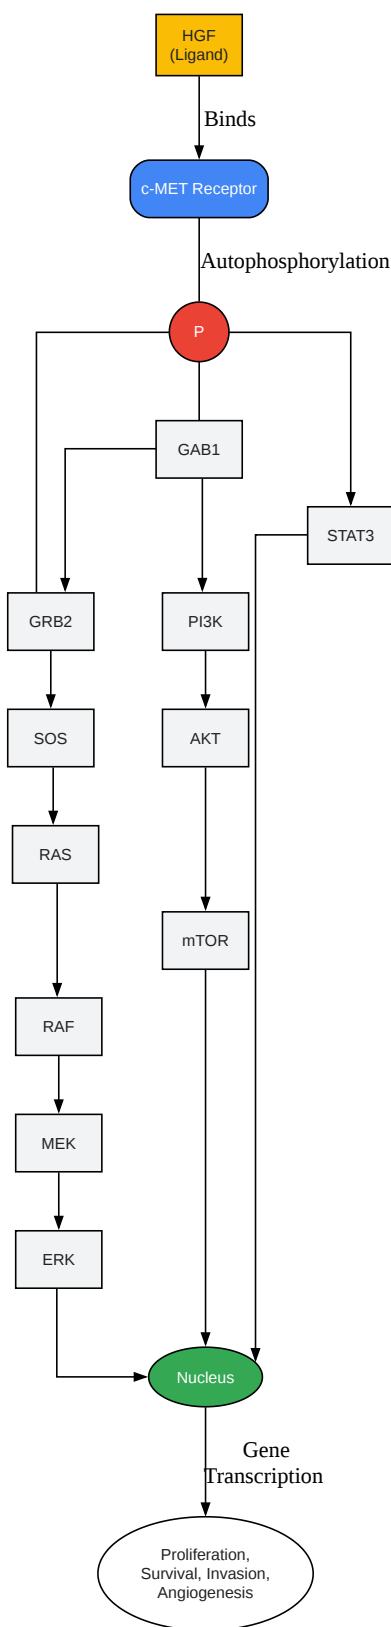 HGF
(Ligand)
Binds
c-MET Receptor
Autophosphorylation
P
GAB1
STAT3
GRB2
PI3K
SOS
AKT
RAS
mTOR
RAF
MEK
ERK
Nucleus
Gene
Transcription
Proliferation,
Survival, Invasion,
Angiogenesis